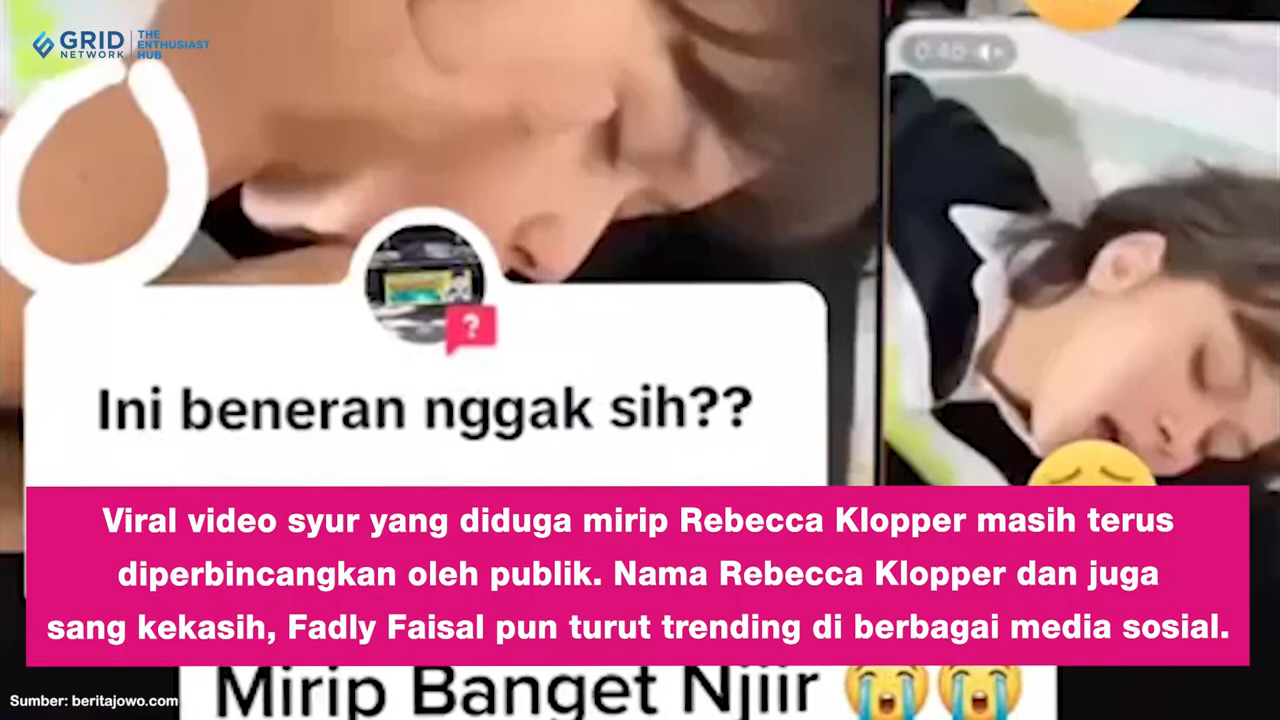 GRID NETWORK
THE ENTHUSIAST HUB
0:40
Ini beneran nggak sih??
Viral video syur yang diduga mirip Rebecca Klopper masih terus
diperbincangkan oleh publik. Nama Rebecca Klopper dan juga
sang kekasih, Fadly Faisal pun turut trending di berbagai media sosial.
Mirip Banget Njiir 😭😭
Sumber: beritajowo.com